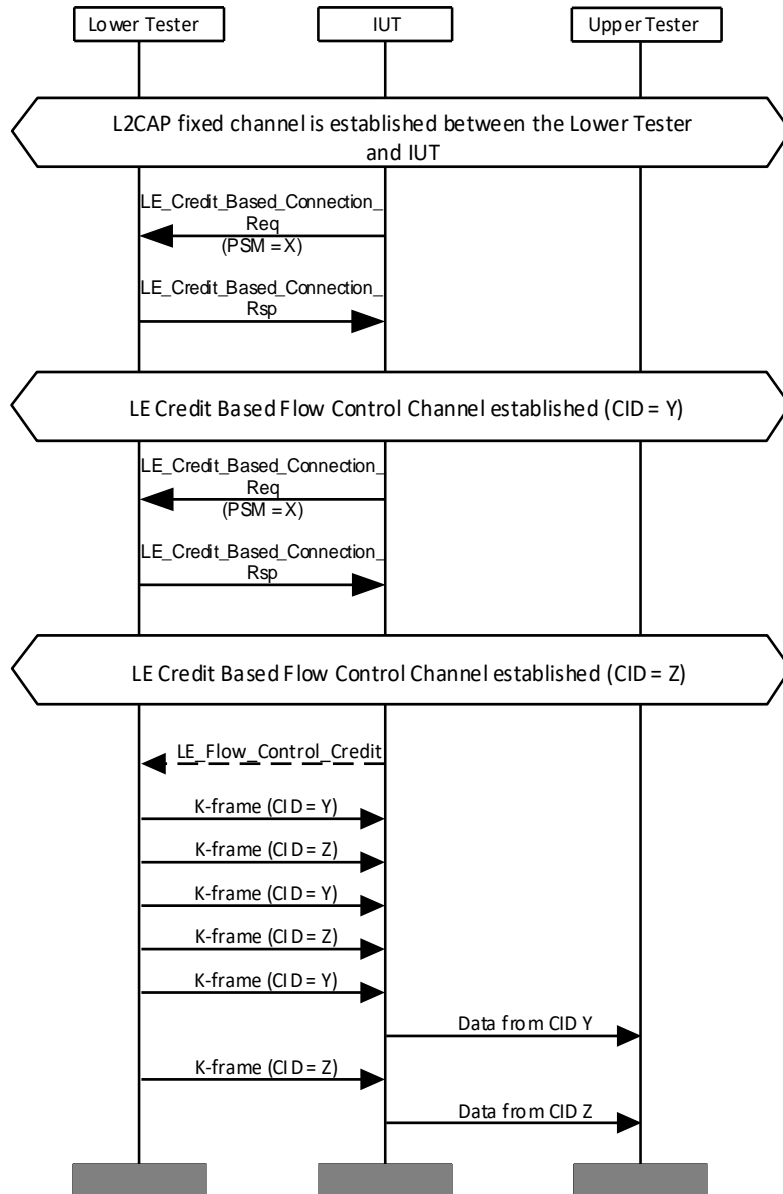 Lower Tester
IUT
Upper Tester
L2CAP fixed channel is established between the Lower Tester
and IUT
LE_Credit_Based_Connection_
Req
(PSM = X)
LE_Credit_Based_Connection_
Rsp
LE Credit Based Flow Control Channel established (CID = Y)
LE_Credit_Based_Connection_
Req
(PSM = X)
LE_Credit_Based_Connection_
Rsp
LE Credit Based Flow Control Channel established (CID = Z)
LE_Flow_Control_Credit
K-frame (CID = Y)
K-frame (CID = Z)
K-frame (CID = Y)
K-frame (CID = Z)
K-frame (CID = Y)
Data from CID Y
K-frame (CID = Z)
Data from CID Z